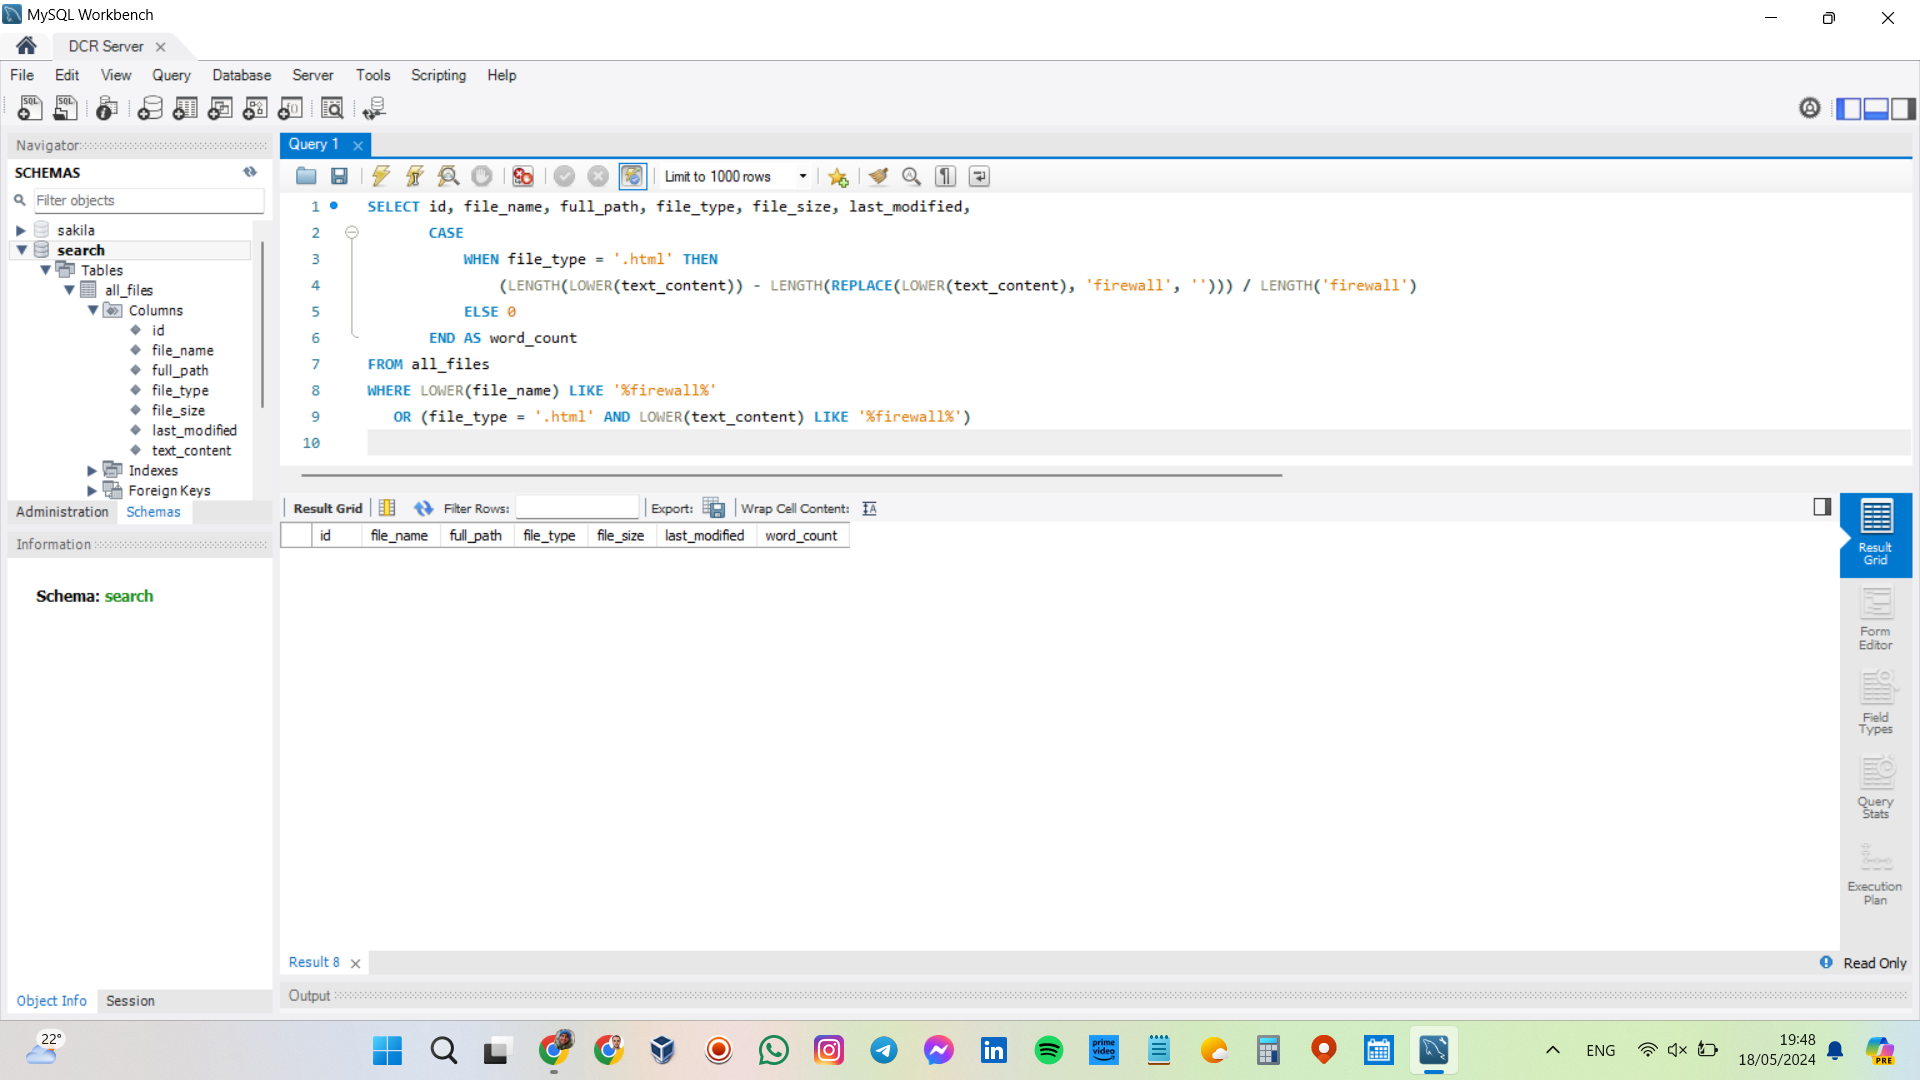 MySQL Workbench
DCR Server
File Edit View Query Database Server Tools Scripting Help
Navigator
SCHEMAS
Filter objects
sakila
search
Tables
all_files
Columns
id
file_name
full_path
file_type
file_size
last_modified
text_content
Indexes
Foreign Keys
Administration Schemas
Information
Schema: search
Object Info Session
Query 1
Limit to 1000 rows
1 SELECT id, file_name, full_path, file_type, file_size, last_modified,
2 CASE
3 WHEN file_type = '.html' THEN
4 (LENGTH(LOWER(text_content)) - LENGTH(REPLACE(LOWER(text_content), 'firewall', ''))) / LENGTH('firewall')
5 ELSE 0
6 END AS word_count
7 FROM all_files
8 WHERE LOWER(file_name) LIKE '%firewall%'
9 OR (file_type = '.html' AND LOWER(text_content) LIKE '%firewall%')
10
Result Grid Filter Rows: Export: Wrap Cell Content:
id file_name full_path file_type file_size last_modified word_count
Result
Grid
Form
Editor
Field
Types
Query
Stats
Execution
Plan
Result 8
Read Only
Output
22°
prime
video
ENG
19:48
18/05/2024
PRE